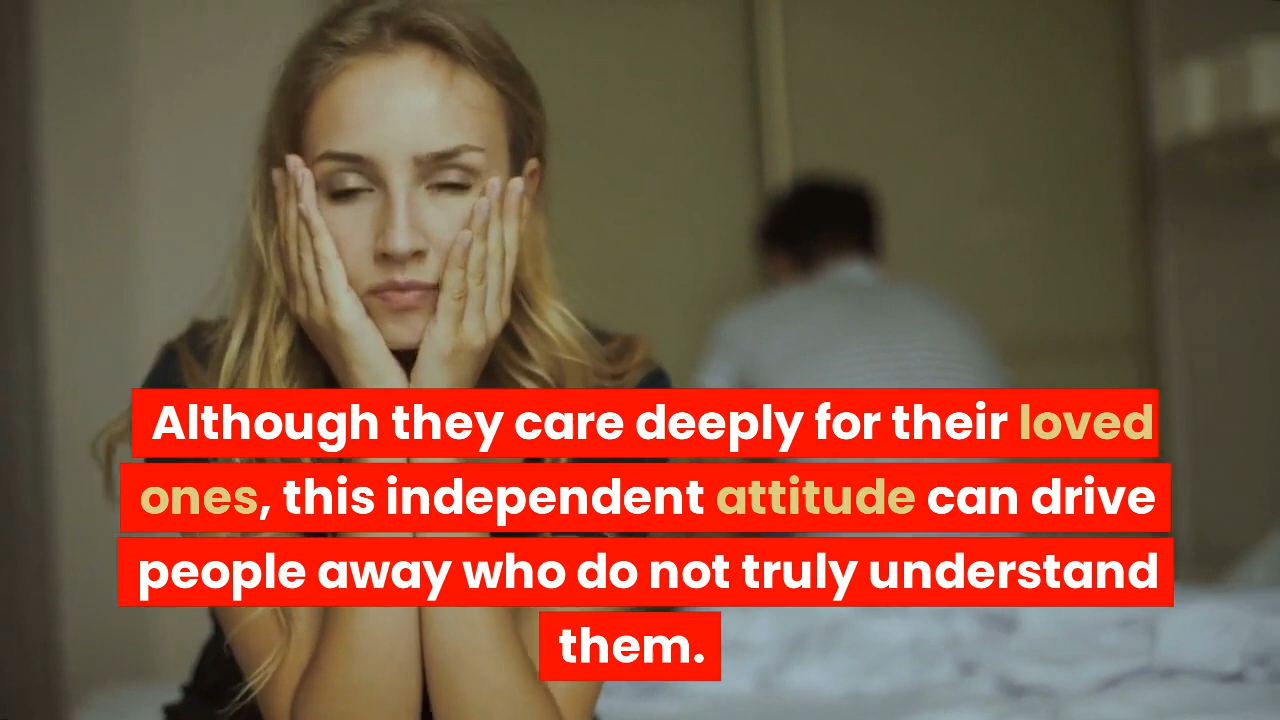 Although they care deeply for their loved
ones, this independent attitude can drive
people away who do not truly understand
them.